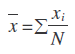 x̄ = Σ xᵢ/N